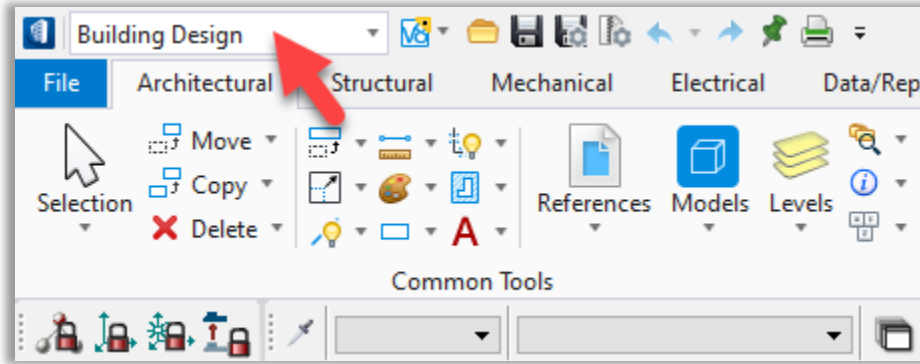 Building Design
File Architectural Structural Mechanical Electrical Data/Rep
Move
Copy
Selection
Delete
References Models Levels
Common Tools